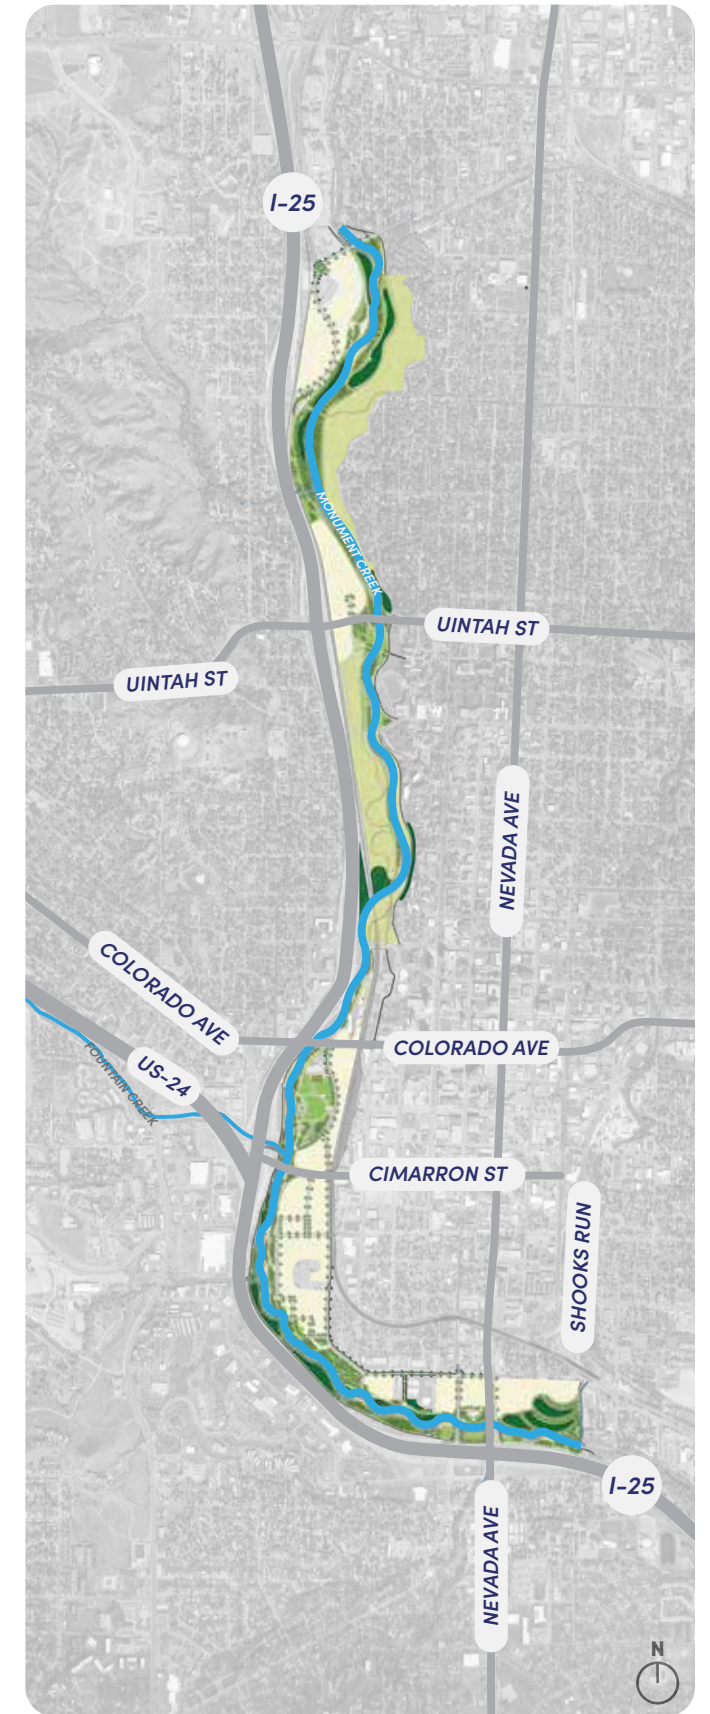 I-25
MONUMENT CREEK
UINTAH ST
UINTAH ST
NEVADA AVE
COLORADO AVE
COLORADO AVE
US-24
FOUNTAIN CREEK
CIMARRON ST
SHOOKS RUN
I-25
NEVADA AVE
N